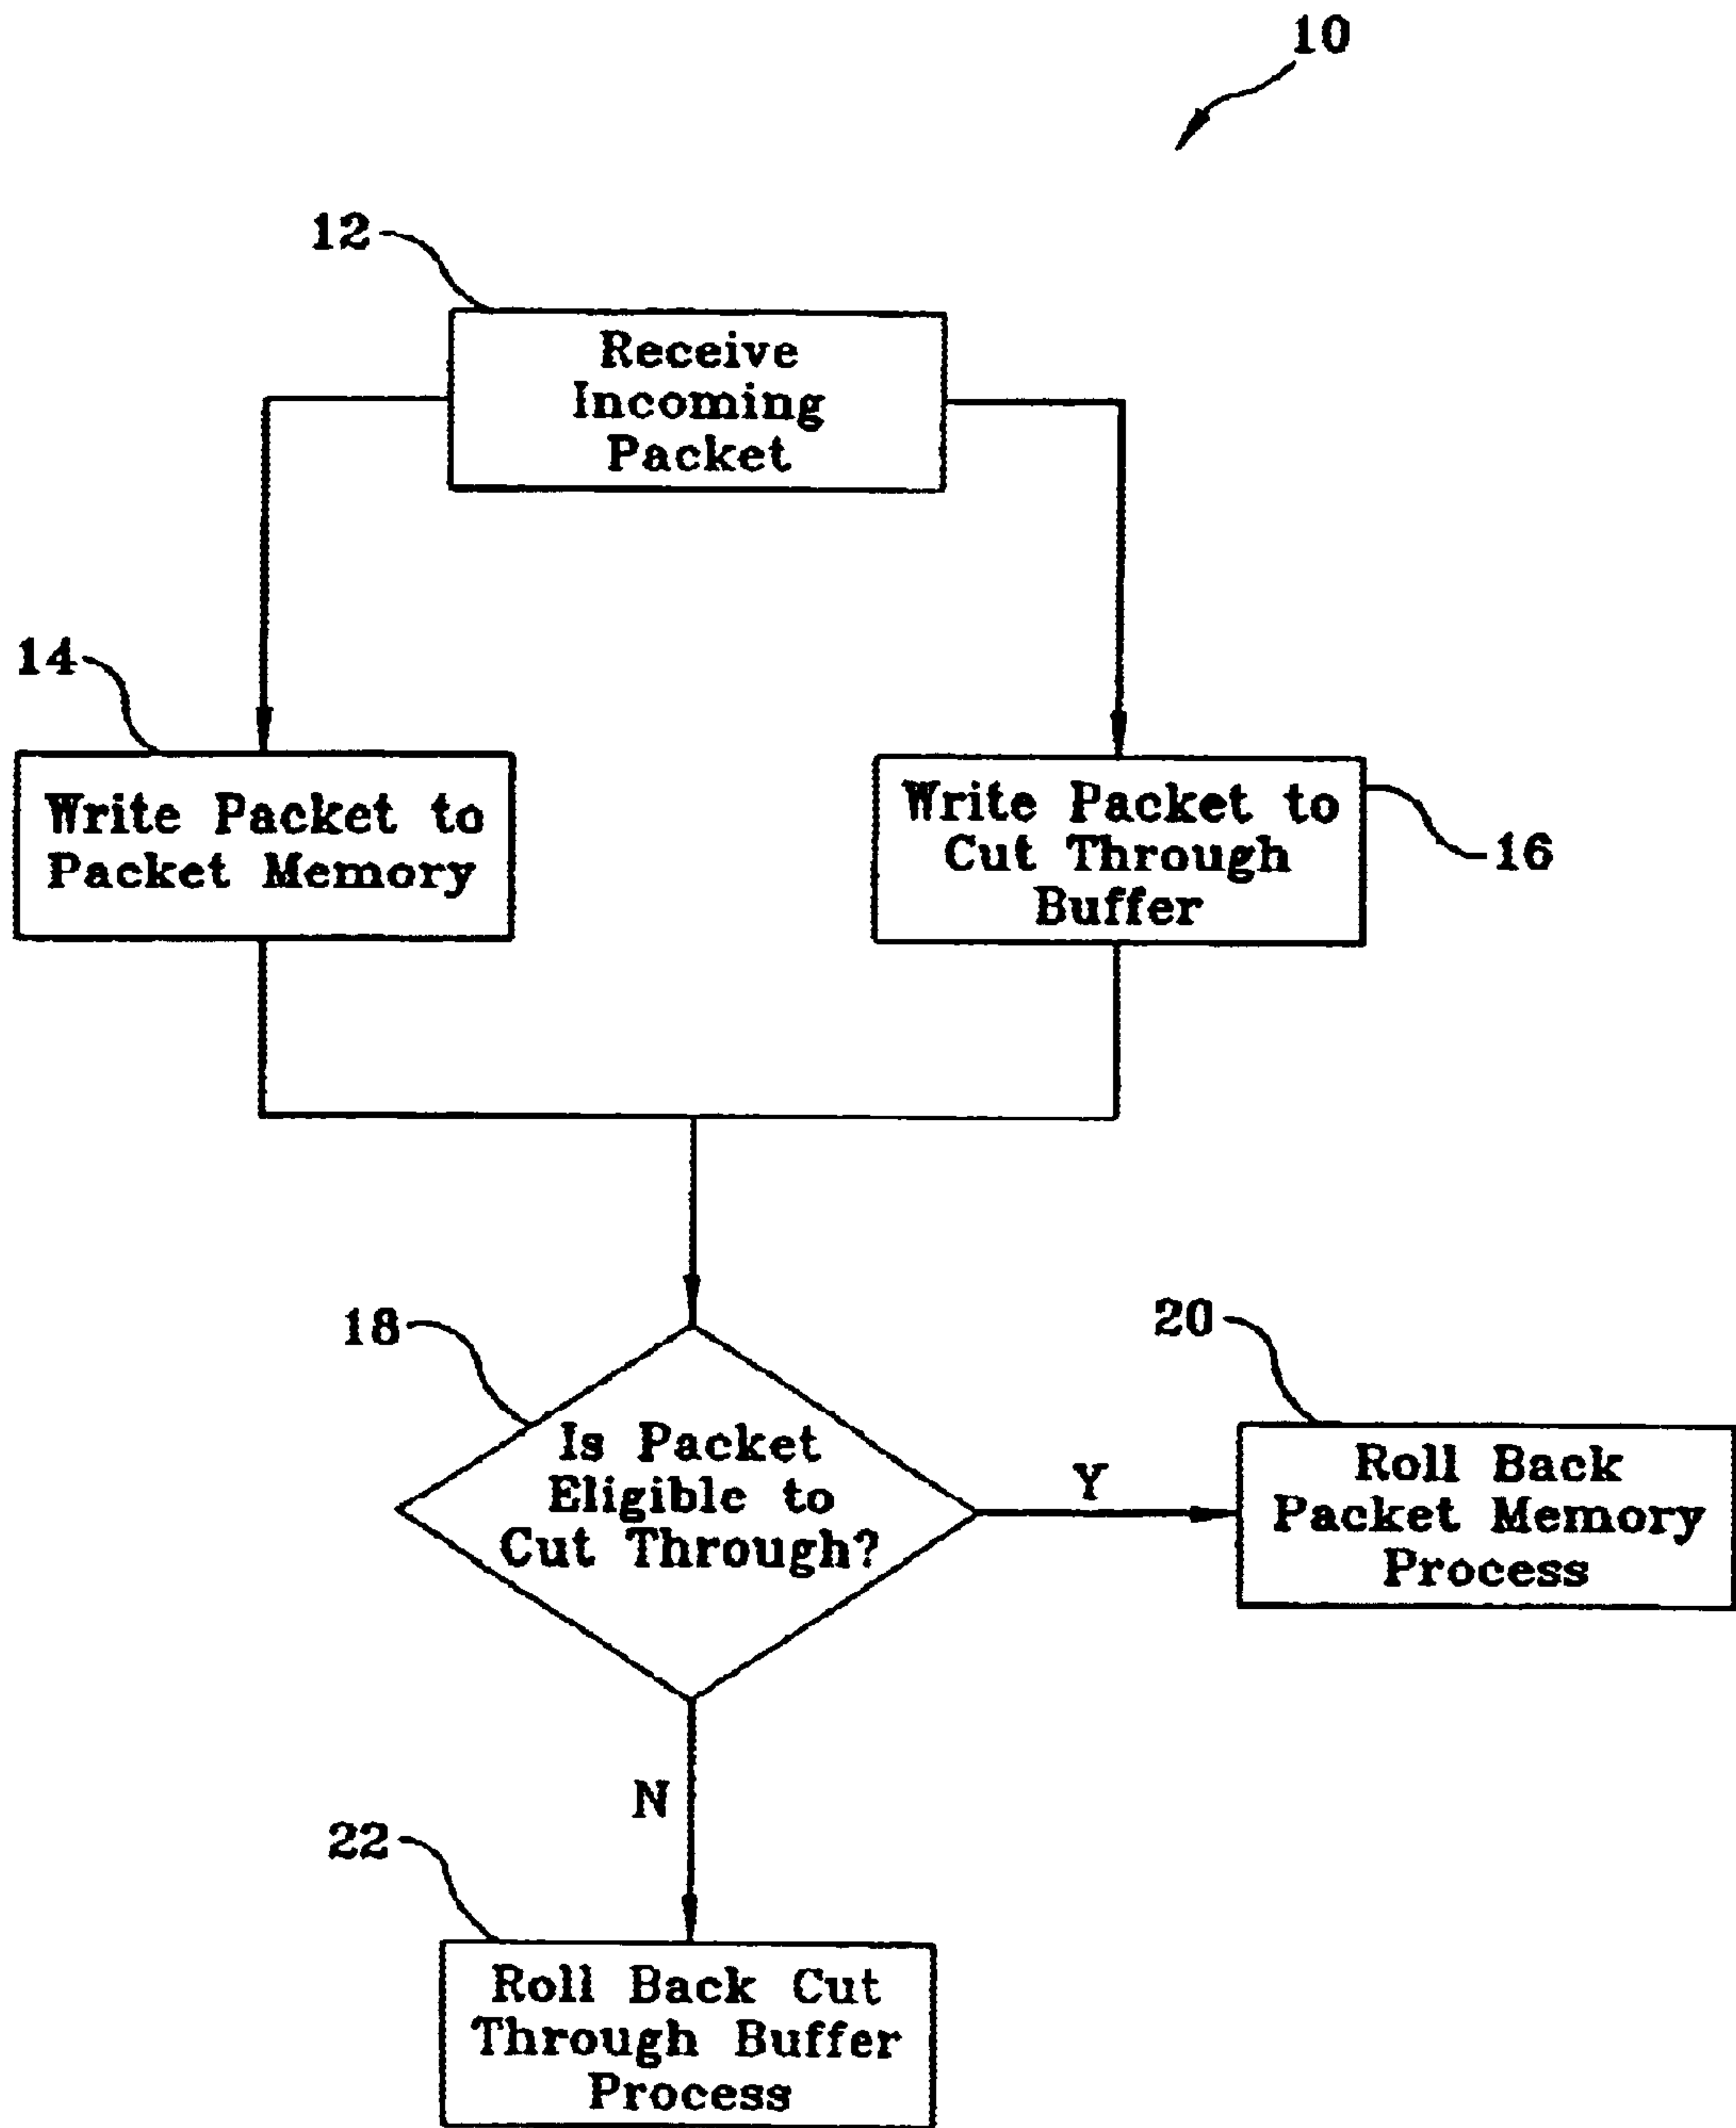 10
12
Receive
Incoming
Packet
14
Write Packet to
Packet Memory
Write Packet to
Cut Through
Buffer
16
18
Is Packet
Eligible to
Cut Through?
Y
20
Roll Back
Packet Memory
Process
N
22
Roll Back Cut
Through Buffer
Process